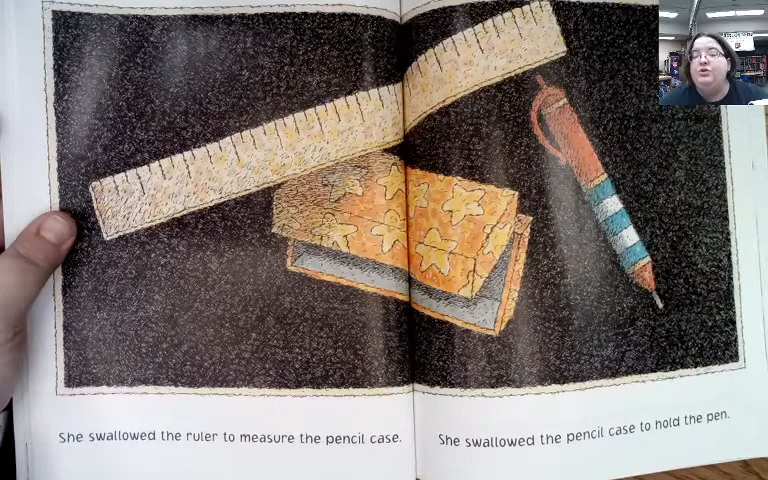 She swallowed the ruler to measure the pencil case.
She swallowed the pencil case to hold the pen.